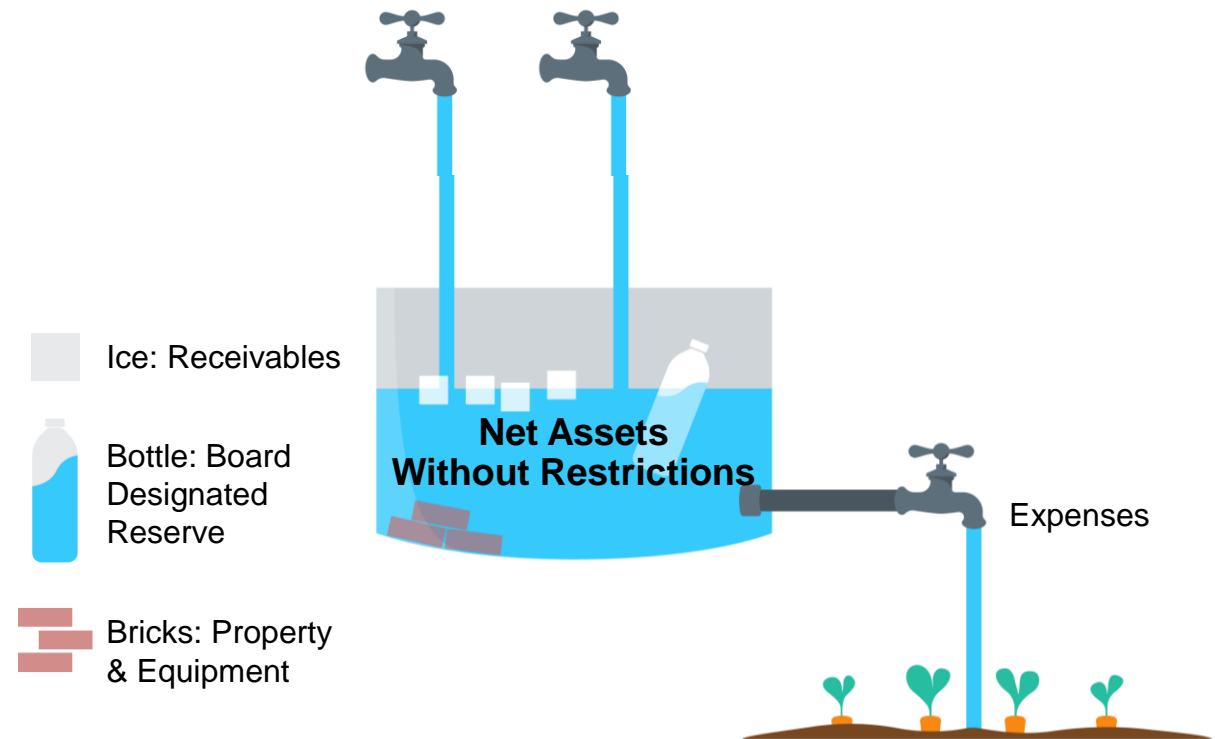 Ice: Receivables
Net Assets
Without Restrictions
Bottle: Board
Designated
Reserve
Expenses
Bricks: Property
& Equipment